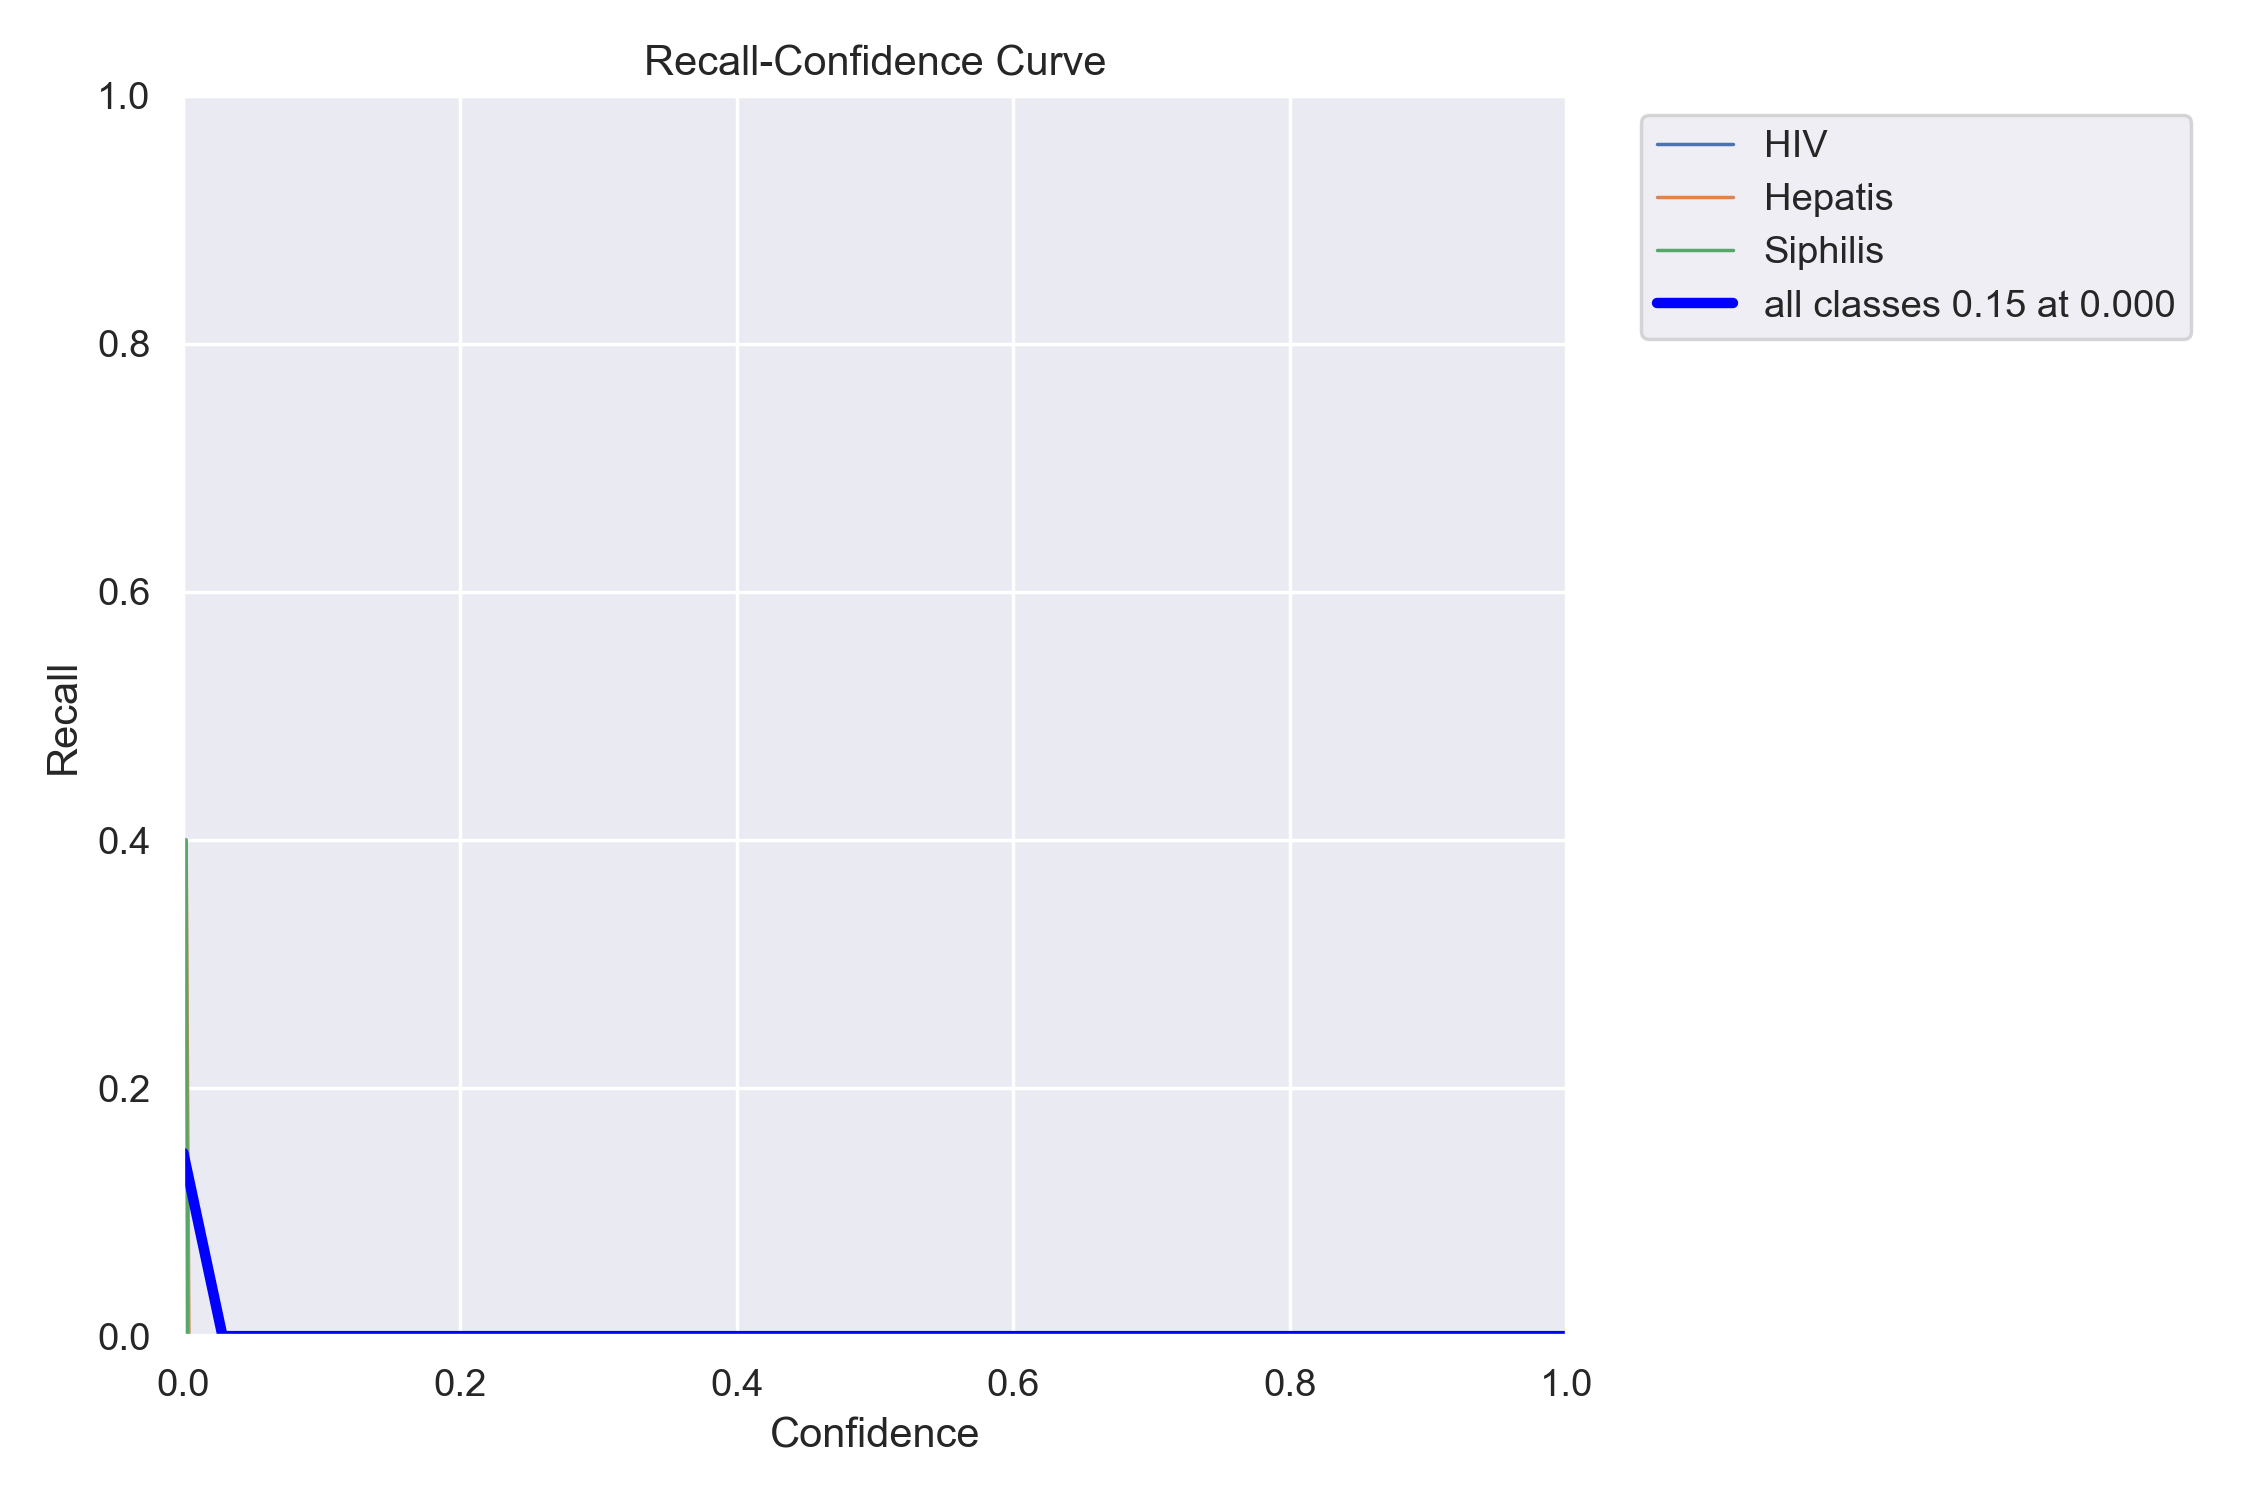 Recall-Confidence Curve
1.0
0.8
0.6
0.4
0.2
0.0
Recall
0.0 0.2 0.4 0.6 0.8 1.0
Confidence
HIV
Hepatis
Siphilis
all classes 0.15 at 0.000